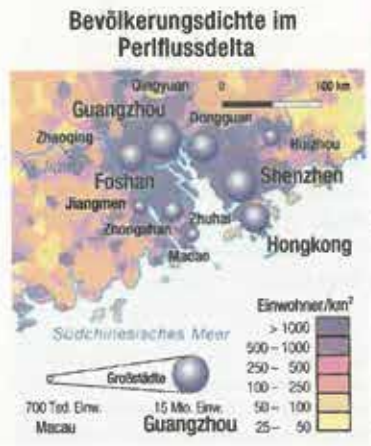 Bevölkerungsdichte im
Perlflussdelta
Qingyuan
0 100 km
Guangzhou
Dongguan
Zhaoqing
Huizhou
Foshan
Shenzhen
Jiangmen
Zhuhai
Zhongshan
Hongkong
Macao
Einwohner/km²
> 1000
500 – 1000
250 – 500
100 – 250
50 – 100
25 – 50
Südchinesisches Meer
Großstädte
700 Tsd. Einw. 15 Mio. Einw.
Macau Guangzhou